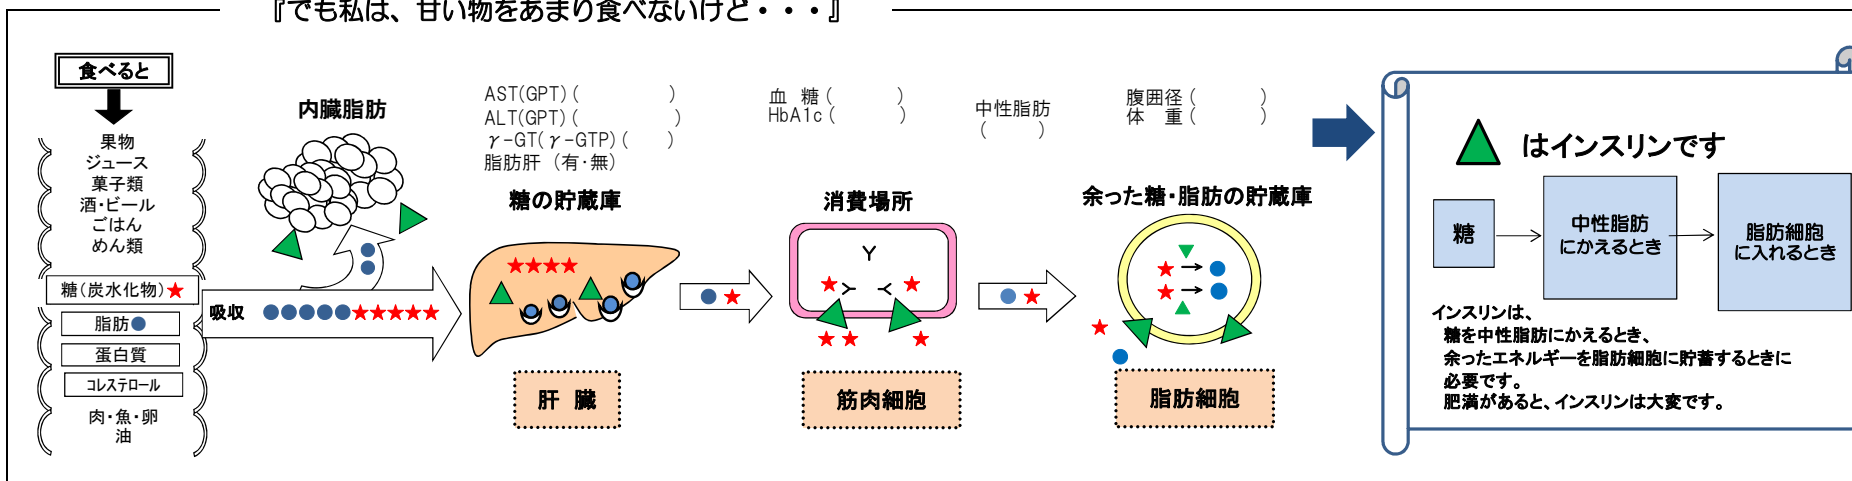 『でも私は、甘い物をあまり食べないけど・・・』
食べると
果物
ジュース
菓子類
酒・ビール
ごはん
めん類
糖(炭水化物)
脂肪
蛋白質
コレステロール
肉・魚・卵
油
吸収
内臓脂肪
AST(GPT)(　　　　)
ALT(GPT)(　　　　)
γ-GT(γ-GTP)(　　)
脂肪肝（有・無）
糖の貯蔵庫
肝 臓
血 糖（　　　）
HbA1c（　　　）
消費場所
筋肉細胞
中性脂肪
（　　　）
腹囲径（　　　）
体　重（　　　）
余った糖・脂肪の貯蔵庫
脂肪細胞
はインスリンです
糖
中性脂肪
にかえるとき
脂肪細胞
に入れるとき
インスリンは、
糖を中性脂肪にかえるとき、
余ったエネルギーを脂肪細胞に貯蓄するときに
必要です。
肥満があると、インスリンは大変です。